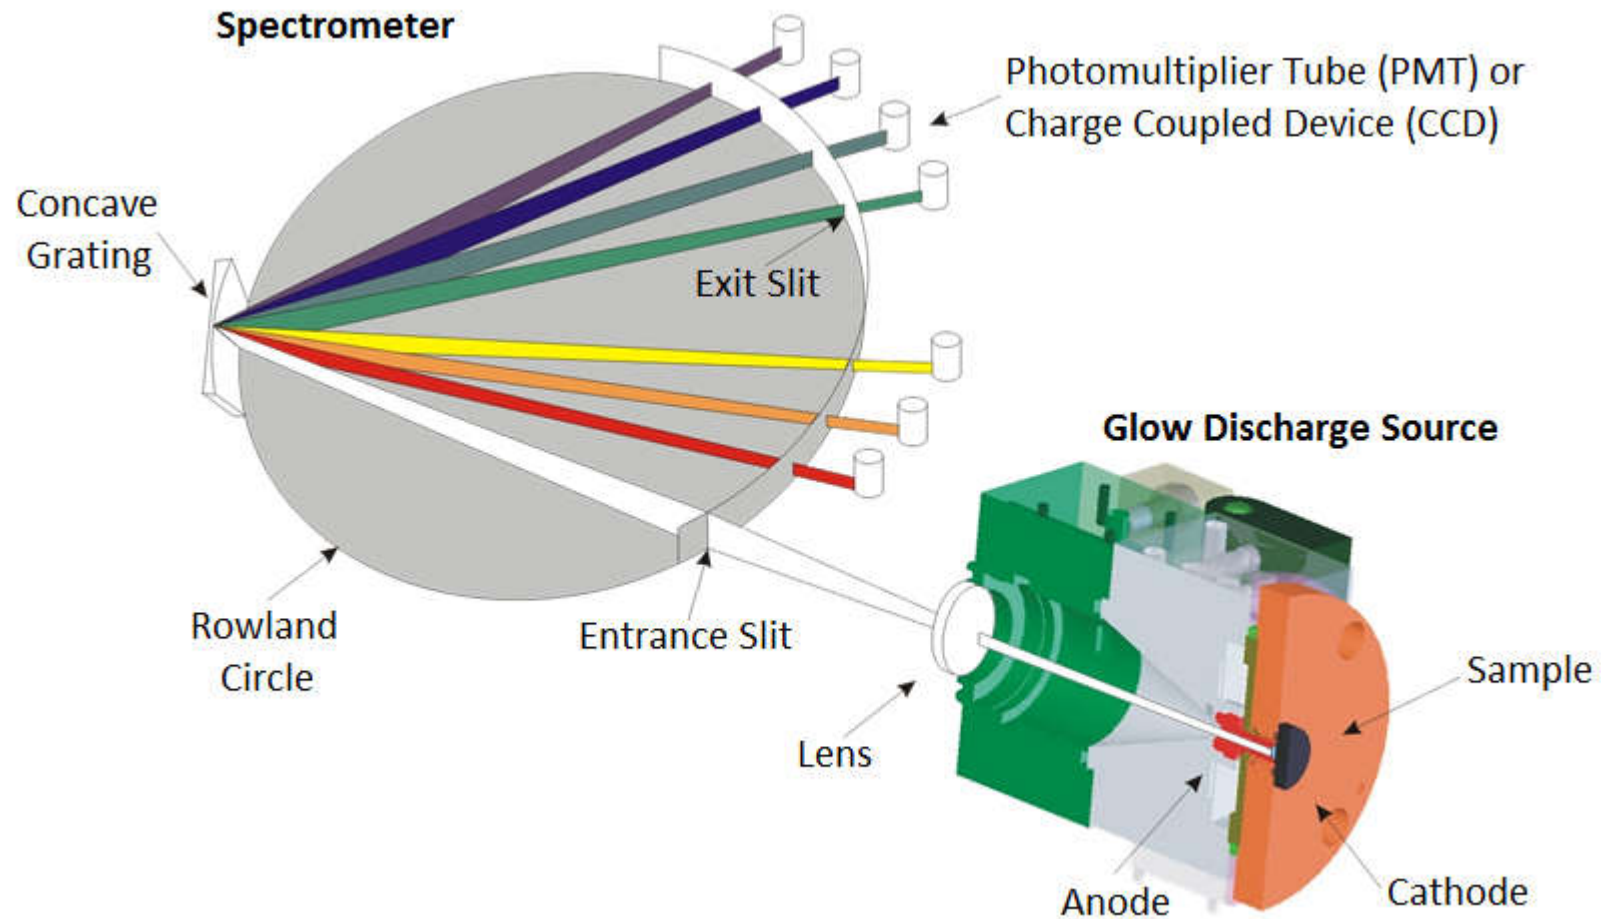 Spectrometer
Photomultiplier Tube (PMT) or
Charge Coupled Device (CCD)
Concave
Grating
Exit Slit
Glow Discharge Source
Rowland
Circle
Entrance Slit
Sample
Lens
Anode
Cathode